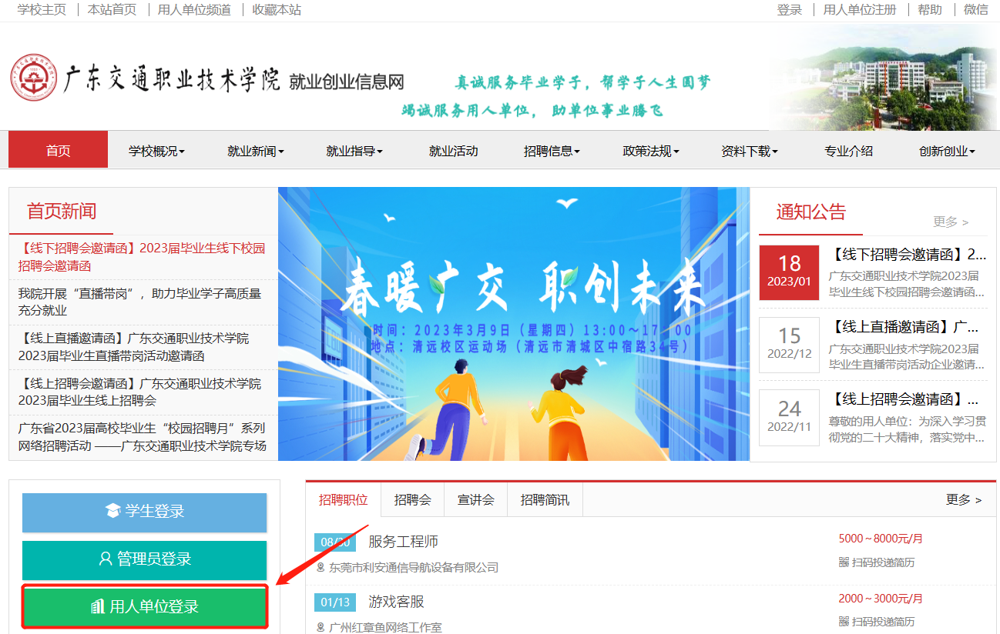 学校主页 | 本站首页 | 用人单位频道 | 收藏本站
登录 | 用人单位注册 | 帮助 | 微信
广东交通职业技术学院 就业创业信息网
真诚服务毕业学子，帮学子人生圆梦
竭诚服务用人单位，助单位事业腾飞
首页 学校概况 就业新闻 就业指导 就业活动 招聘信息 政策法规 资料下载 专业介绍 创新创业
首页新闻
【线下招聘会邀请函】2023届毕业生线下校园
招聘会邀请函
我院开展“直播带岗”，助力毕业学子高质量
充分就业
【线上直播邀请函】广东交通职业技术学院
2023届毕业生直播带岗活动邀请函
【线上招聘会邀请函】广东交通职业技术学院
2023届毕业生线上招聘会
广东省2023届高校毕业生“校园招聘月”系列
网络招聘活动 ——广东交通职业技术学院专场
春暖广交 职创未来
时间：2023年3月9日（星期四）13:00～17：00
地点：清远校区运动场（清远市清城区中宿路34号）
通知公告
更多 >
18
2023/01
【线下招聘会邀请函】2...
广东交通职业技术学院2023届
毕业生线下校园招聘会邀请函...
15
2022/12
【线上直播邀请函】广...
广东交通职业技术学院2023届
毕业生直播带岗活动企业邀请...
24
2022/11
【线上招聘会邀请函】...
尊敬的用人单位：为深入学习贯
彻党的二十大精神，落实党中...
学生登录
管理员登录
用人单位登录
招聘职位 招聘会 宣讲会 招聘简讯 更多 >
08/30 服务工程师 5000～8000元/月
东莞市利安通信导航设备有限公司 扫码投递简历
01/13 游戏客服 2000～3000元/月
广州红章鱼网络工作室 扫码投递简历